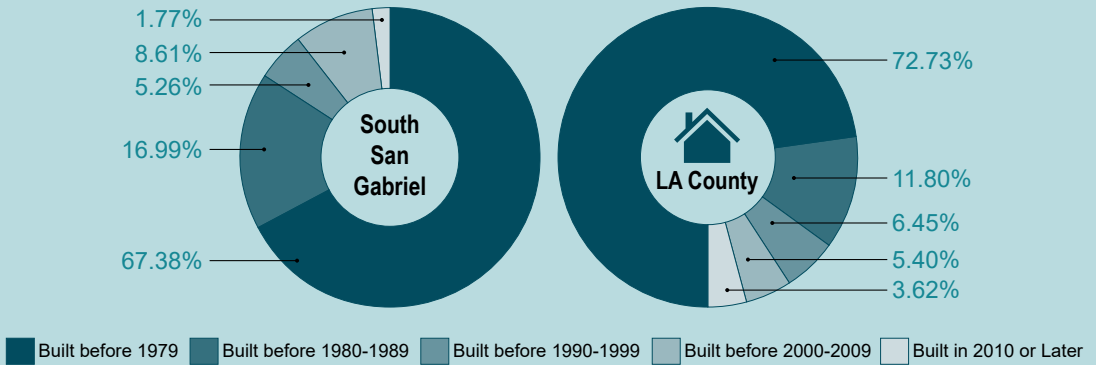 1.77%
8.61%
5.26%
16.99%
67.38%
South
San
Gabriel
72.73%
LA County
11.80%
6.45%
5.40%
3.62%
Built before 1979
Built before 1980-1989
Built before 1990-1999
Built before 2000-2009
Built in 2010 or Later